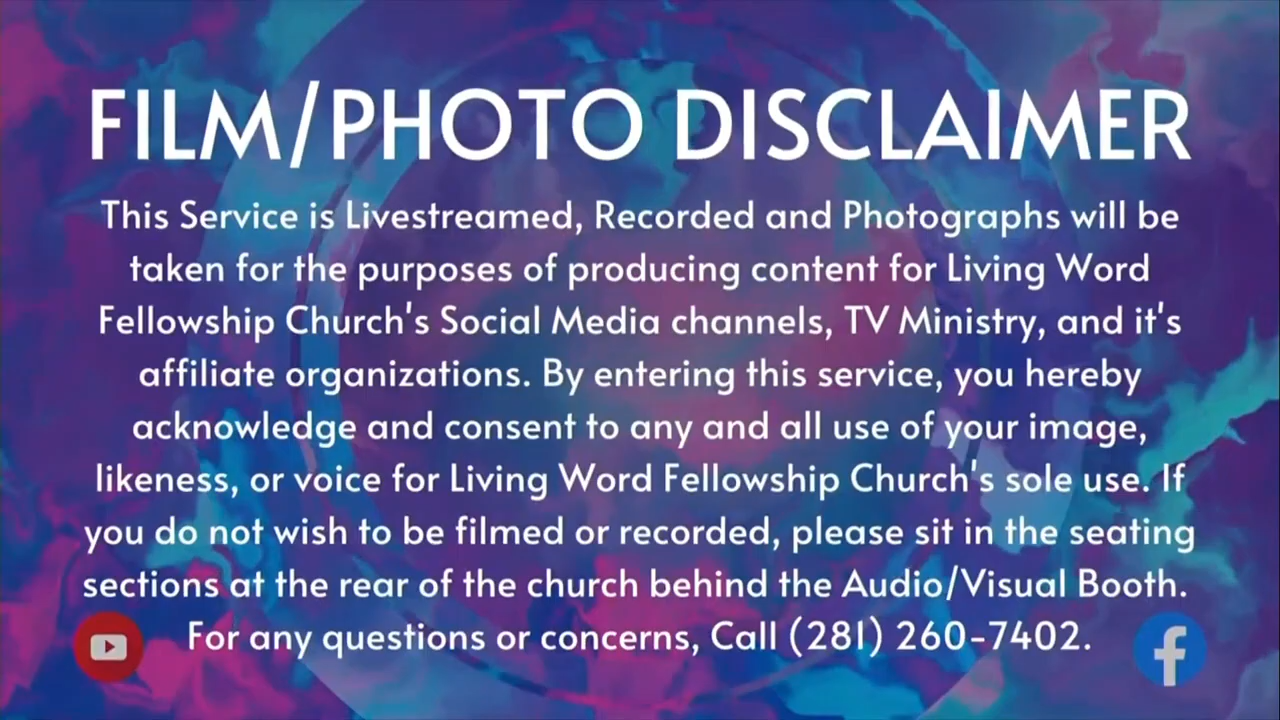 FILM/PHOTO DISCLAIMER
This Service is Livestreamed, Recorded and Photographs will be
taken for the purposes of producing content for Living Word
Fellowship Church's Social Media channels, TV Ministry, and it's
affiliate organizations. By entering this service, you hereby
acknowledge and consent to any and all use of your image,
likeness, or voice for Living Word Fellowship Church's sole use. If
you do not wish to be filmed or recorded, please sit in the seating
sections at the rear of the church behind the Audio/Visual Booth.
For any questions or concerns, Call (281) 260-7402.